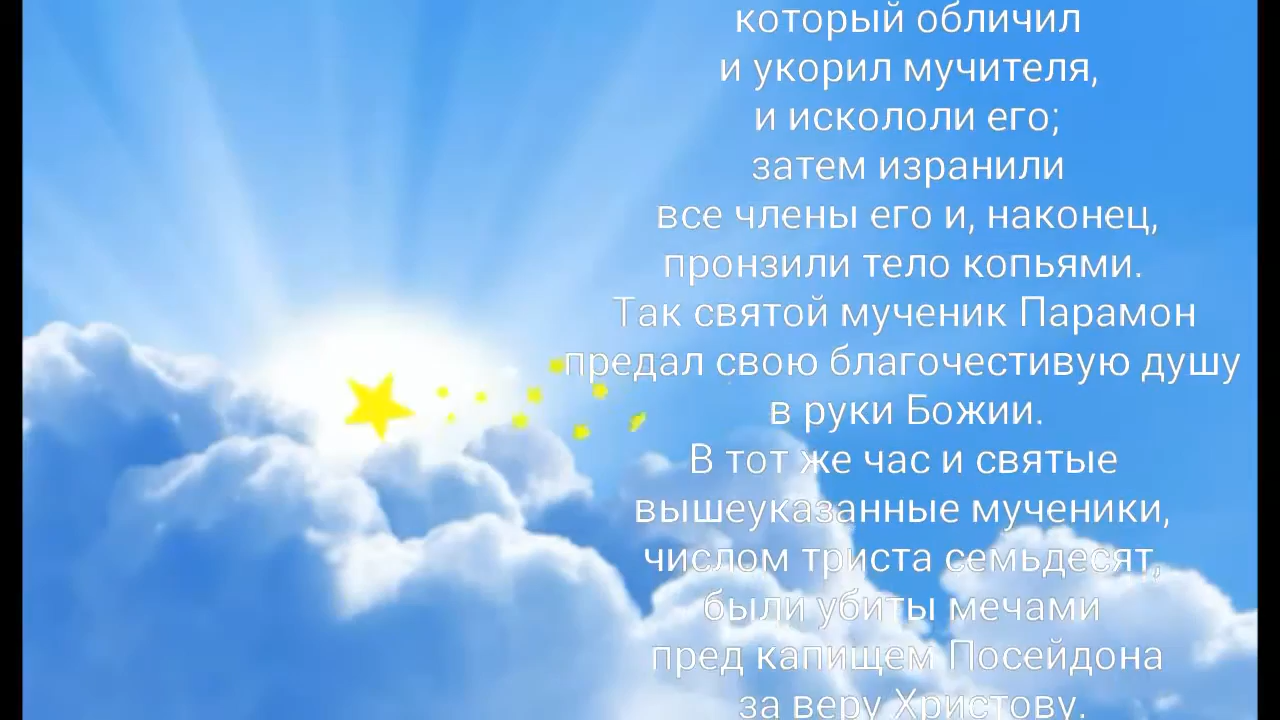 который обличил
и укорил мучителя,
и искололи его;
затем изранили
все члены его и, наконец,
пронзили тело копьями.
Так святой мученик Парамон
предал свою благочестивую душу
в руки Божии.
В тот же час и святые
вышеуказанные мученики,
числом триста семьдесят,
были убиты мечами
пред капищем Посейдона
за веру Христову.